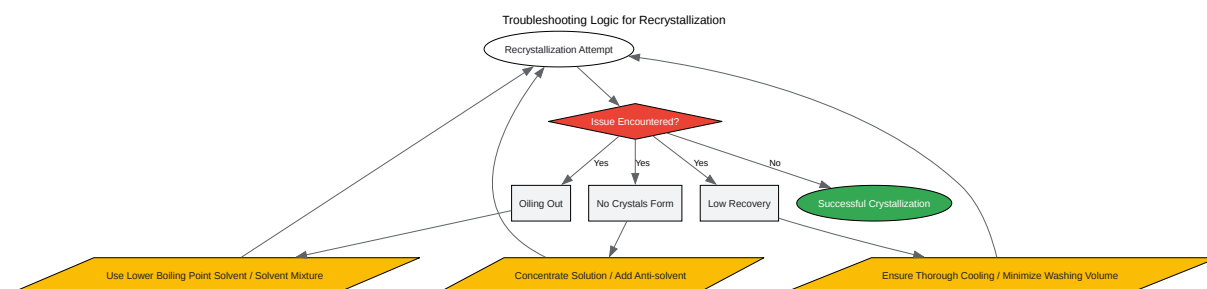 Troubleshooting Logic for Recrystallization
Recrystallization Attempt
Issue Encountered?
Yes
Yes
Yes
No
Oiling Out
No Crystals Form
Low Recovery
Successful Crystallization
Use Lower Boiling Point Solvent / Solvent Mixture
Concentrate Solution / Add Anti-solvent
Ensure Thorough Cooling / Minimize Washing Volume